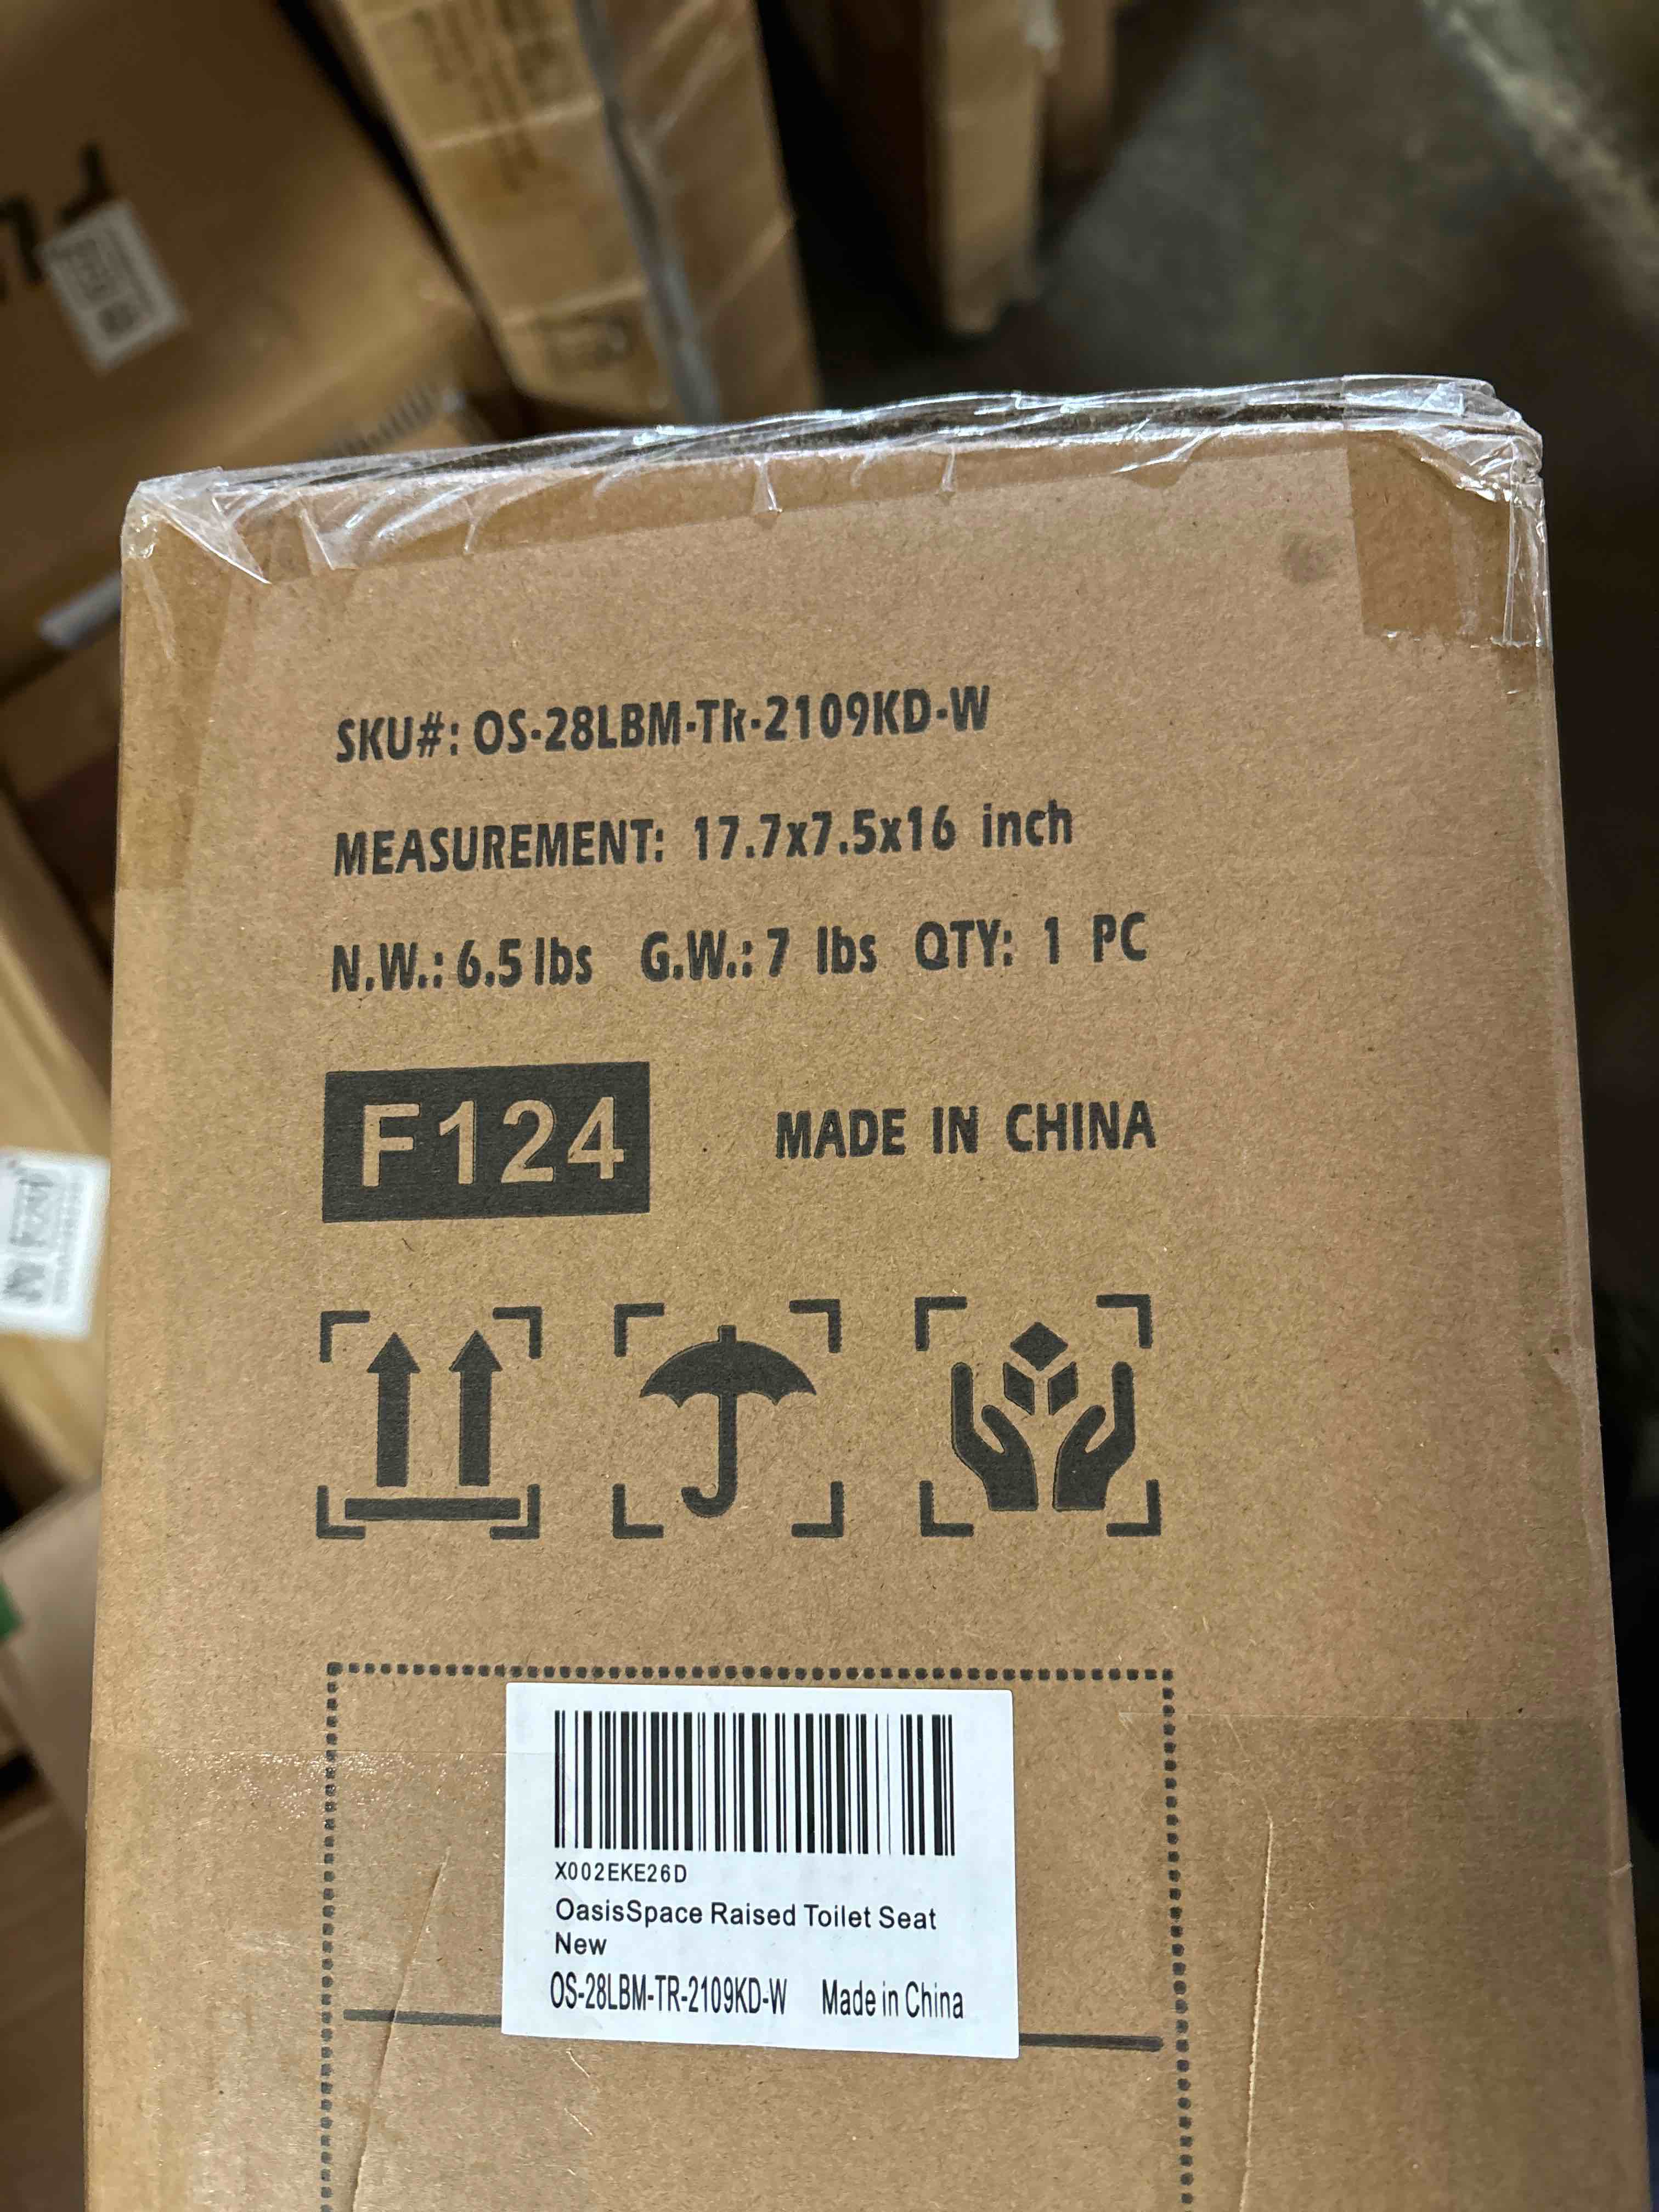 SKU#: OS-28LBM-TR-2109KD-W
MEASUREMENT: 17.7x7.5x16 inch
N.W.: 6.5 lbs G.W.: 7 lbs QTY: 1 PC
F124 MADE IN CHINA
X002EKE26D
OasisSpace Raised Toilet Seat
New
OS-28LBM-TR-2109KD-W Made in China